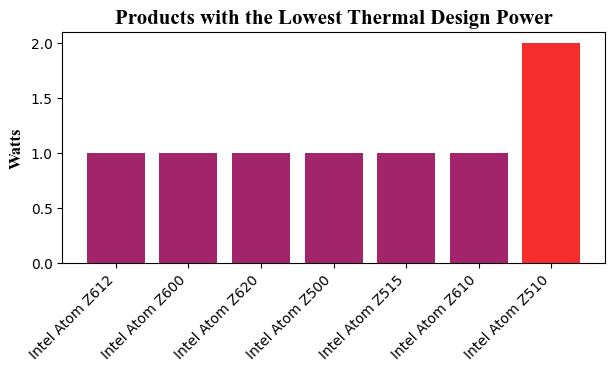 Products with the Lowest Thermal Design Power
Watts
2.0
1.5
1.0
0.5
0.0
Intel Atom Z612
Intel Atom Z600
Intel Atom Z620
Intel Atom Z500
Intel Atom Z515
Intel Atom Z610
Intel Atom Z510